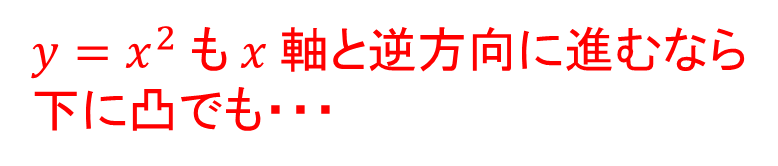 y = x² も x 軸と逆方向に進むなら
下に凸でも・・・